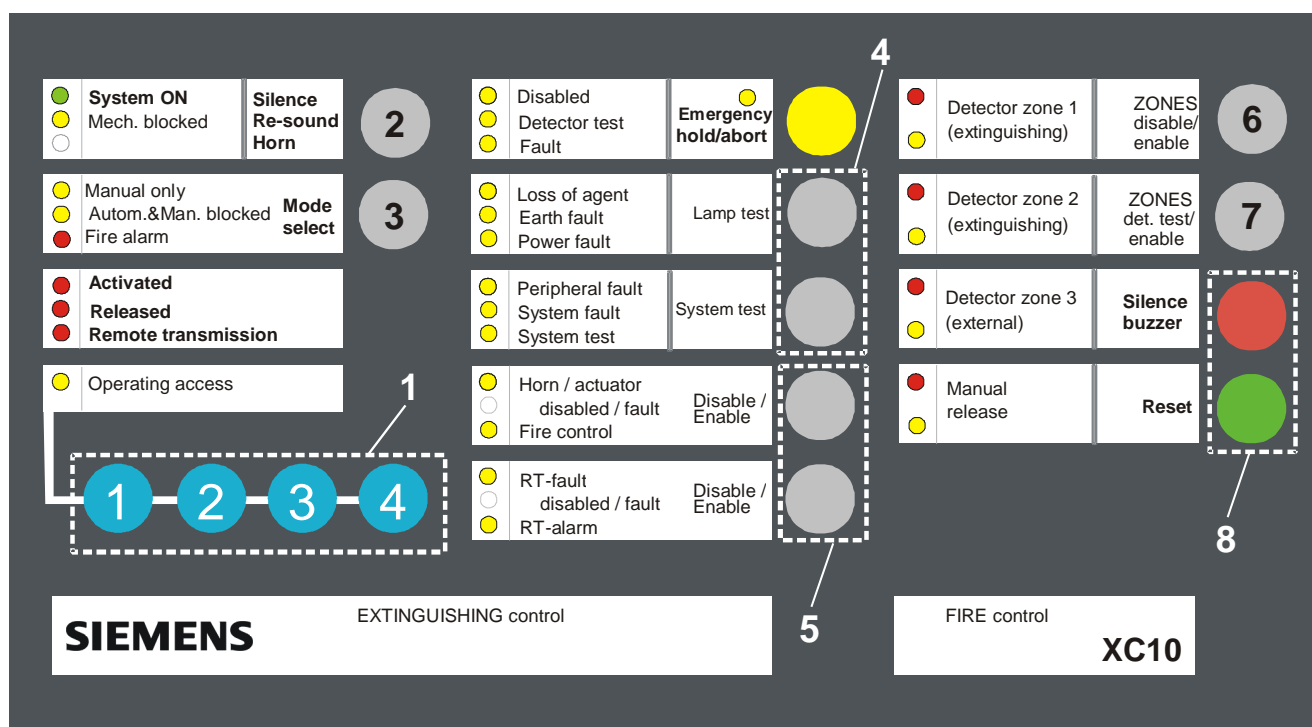 4
System ON
Mech. blocked
Silence
Re-sound
Horn
2
Manual only
Autom.&Man. blocked
Fire alarm
Mode
select
3
Activated
Released
Remote transmission
Operating access
1
1 2 3 4
Disabled
Detector test
Fault
Emergency
hold/abort
Loss of agent
Earth fault
Power fault
Lamp test
Peripheral fault
System fault
System test
System test
Horn / actuator
disabled / fault
Fire control
Disable /
Enable
RT-fault
disabled / fault
RT-alarm
Disable /
Enable
5
Detector zone 1
(extinguishing)
ZONES
disable/
enable
6
Detector zone 2
(extinguishing)
ZONES
det. test/
enable
7
Detector zone 3
(external)
Silence
buzzer
Manual
release
Reset
8
SIEMENS
EXTINGUISHING control
FIRE control
XC10